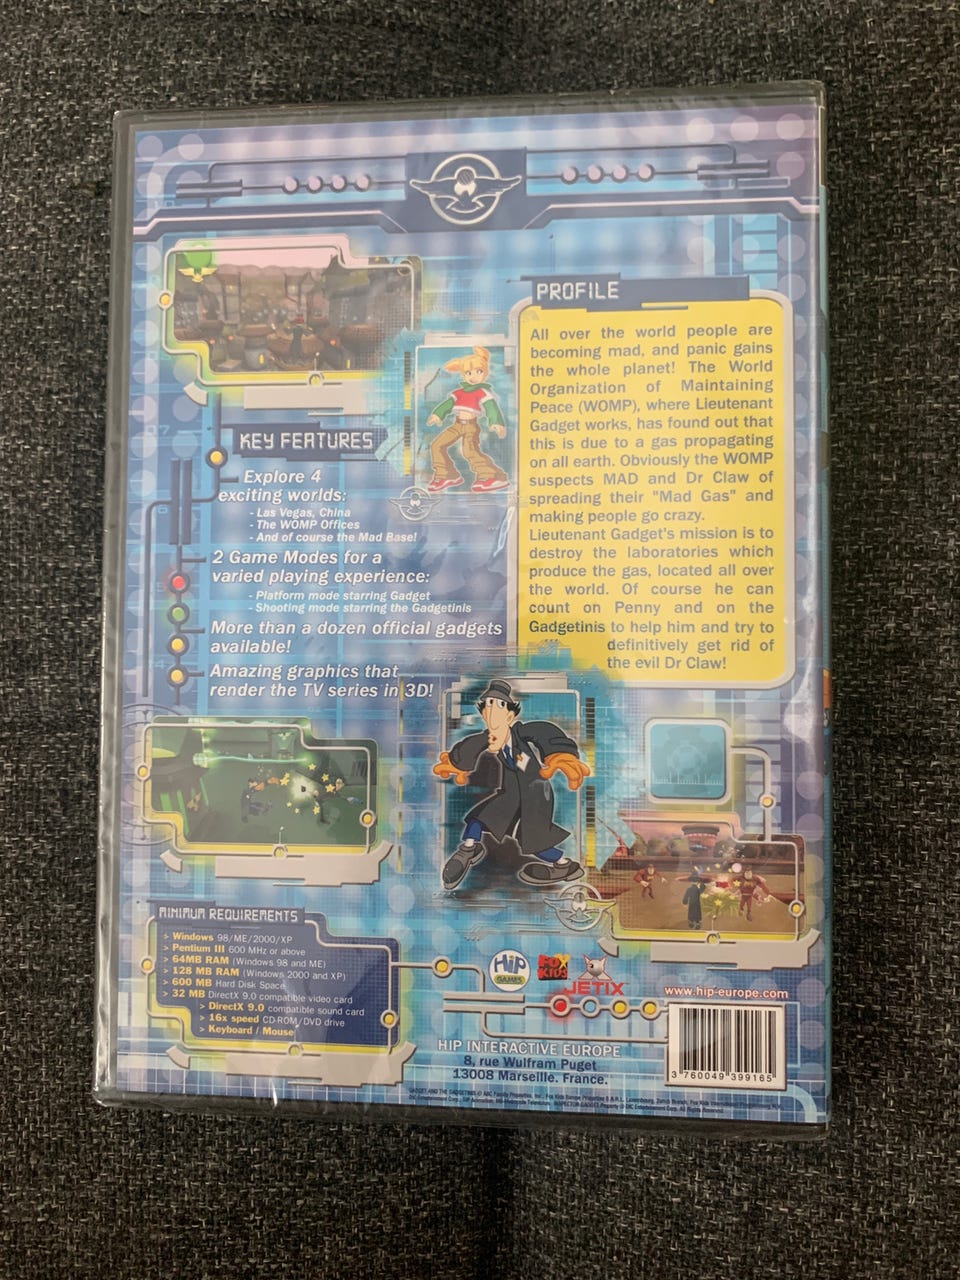 PROFILE
All over the world people are
becoming mad, and panic gains
the whole planet! The World
Organization of Maintaining
Peace (WOMP), where Lieutenant
Gadget works, has found out that
this is due to a gas propagating
on all earth. Obviously the WOMP
suspects MAD and Dr Claw of
spreading their "Mad Gas" and
making people go crazy.
Lieutenant Gadget's mission is to
destroy the laboratories which
produce the gas, located all over
the world. Of course he can
count on Penny and on the
Gadgetinis to help him and try to
definitively get rid of
the evil Dr Claw!
KEY FEATURES
Explore 4
exciting worlds:
- Las Vegas, China
- The WOMP Offices
- And of course the Mad Base!
2 Game Modes for a
varied playing experience:
- Platform mode starring Gadget
- Shooting mode starring the Gadgetinis
More than a dozen official gadgets
available!
Amazing graphics that
render the TV series in 3D!
MINIMUM REQUIREMENTS
> Windows 98/ME/2000/XP
> Pentium III 600 MHz or above
> 64MB RAM (Windows 98 and ME)
> 128 MB RAM (Windows 2000 and XP)
> 600 MB Hard Disk Space
> 32 MB DirectX 9.0 compatible video card
> DirectX 9.0 compatible sound card
> 16x speed CD-ROM/DVD drive
> Keyboard / Mouse
HIP
GAMES
FOX
KIDS
JETIX
www.hip-europe.com
HIP INTERACTIVE EUROPE
8, rue Wulfram Puget
13008 Marseille. France.
3 760049 399165